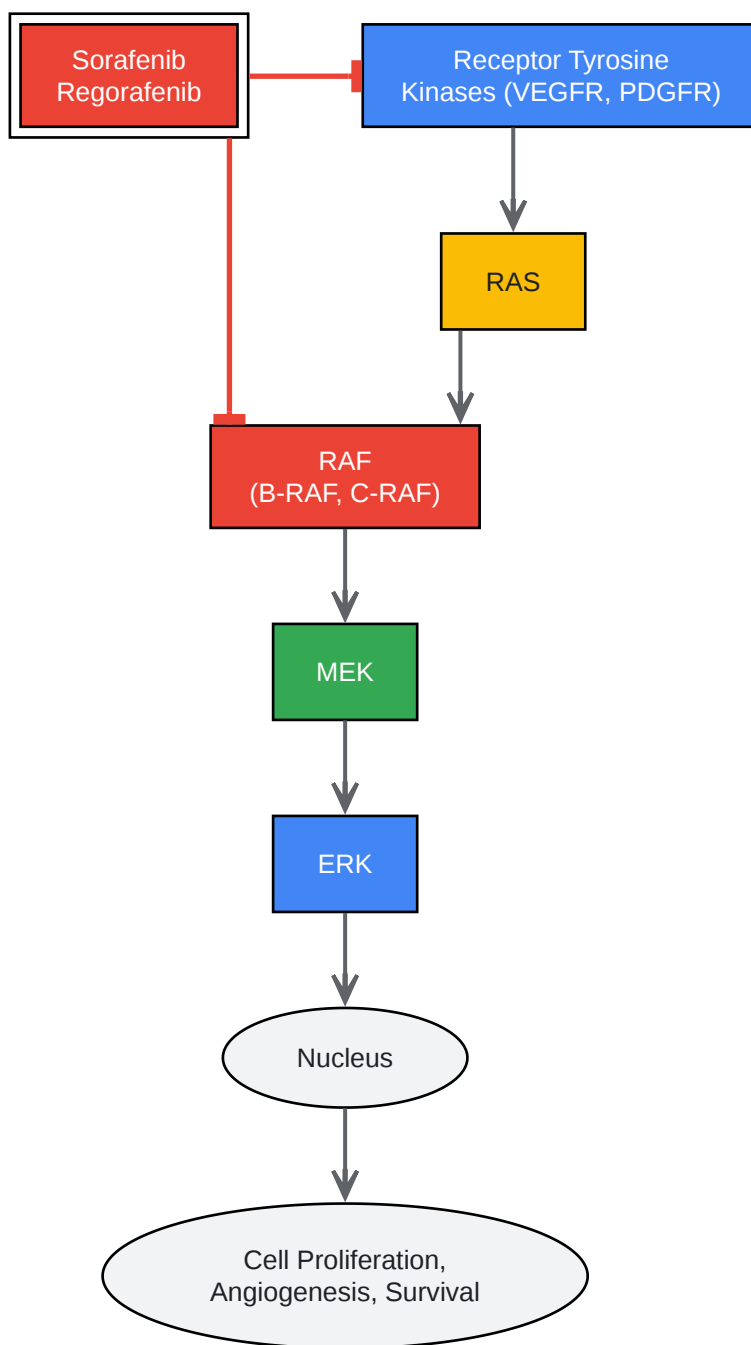 Sorafenib
Regorafenib
Receptor Tyrosine
Kinases (VEGFR, PDGFR)
RAS
RAF
(B-RAF, C-RAF)
MEK
ERK
Nucleus
Cell Proliferation,
Angiogenesis, Survival